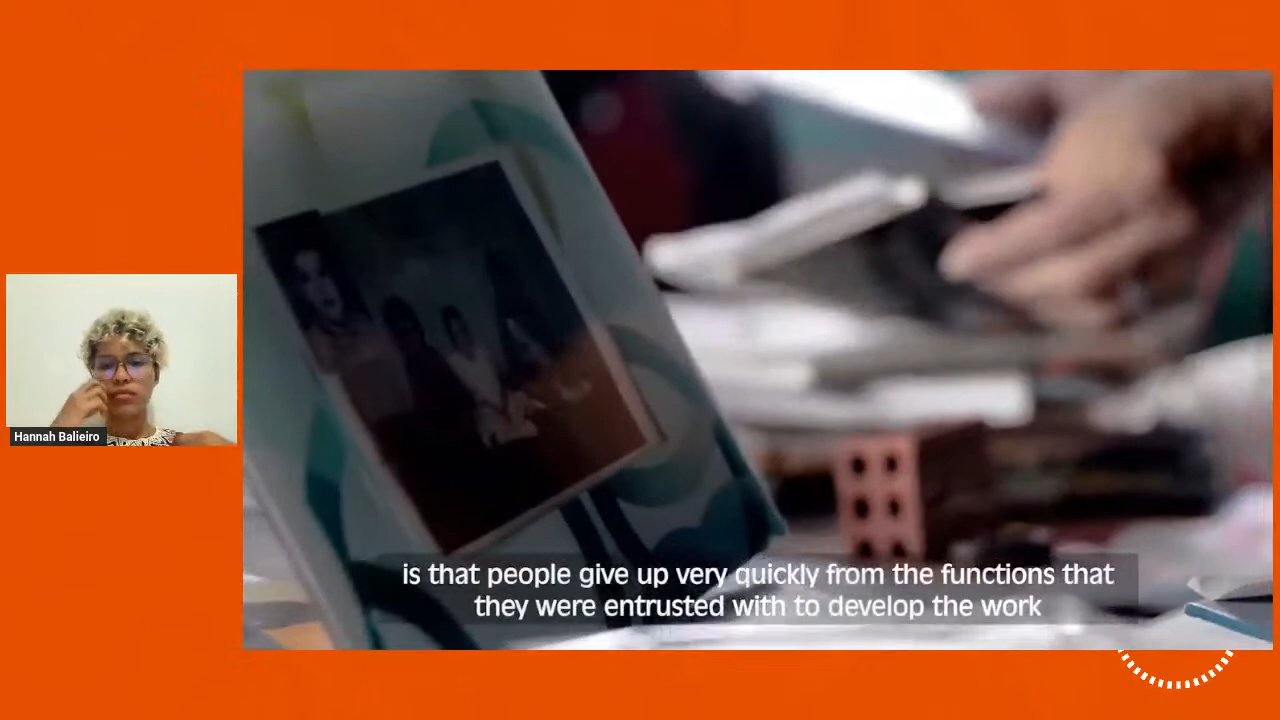 Hannah Balieiro
is that people give up very quickly from the functions that
they were entrusted with to develop the work